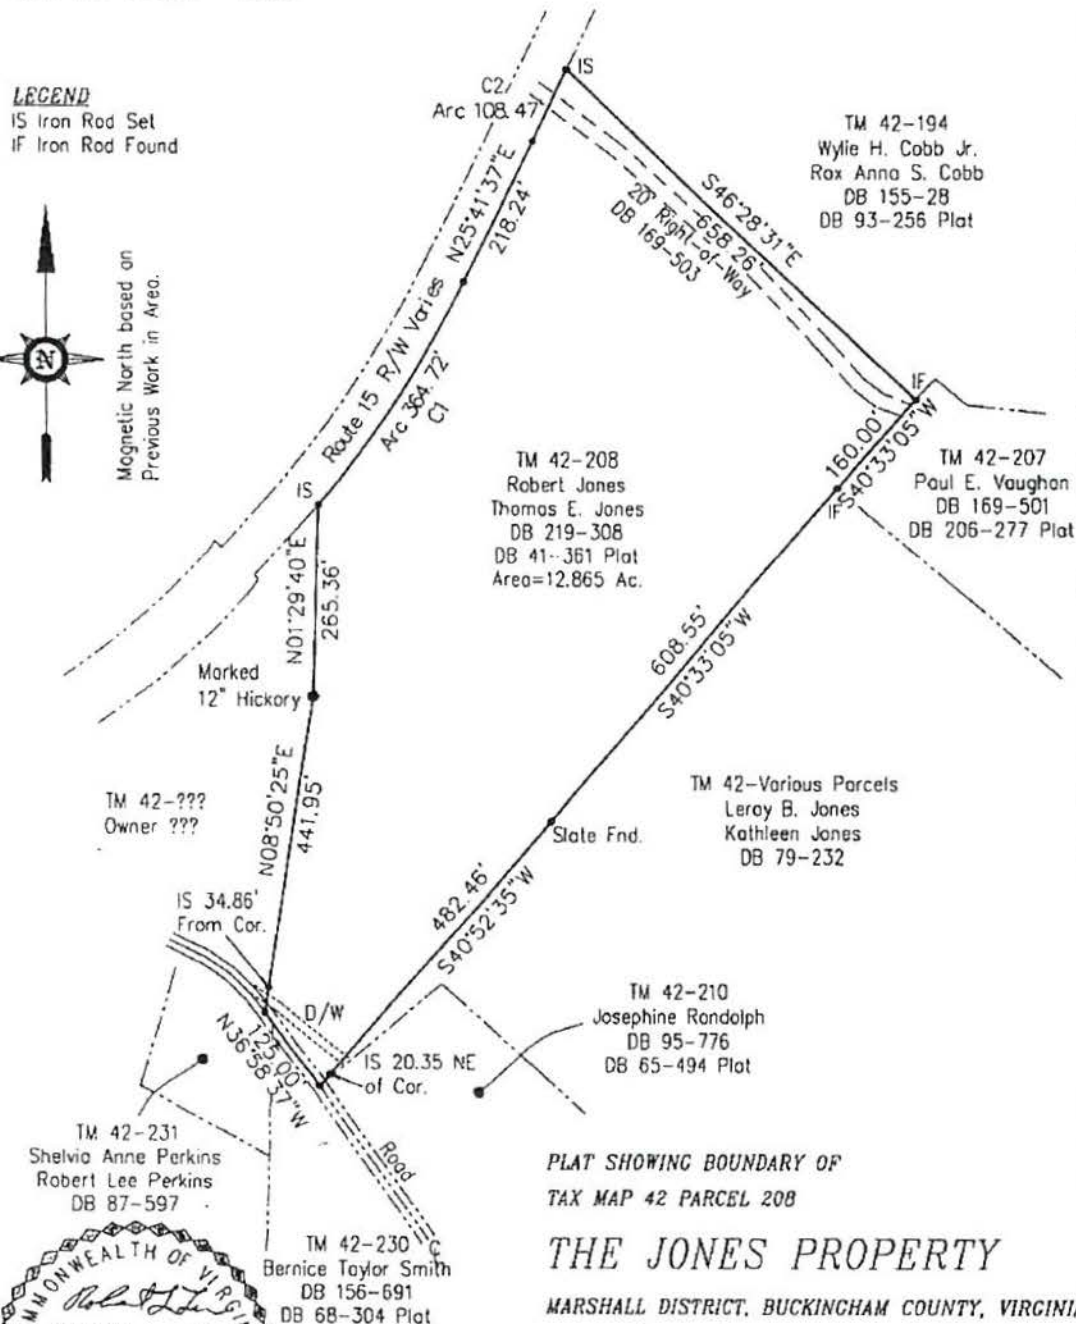 LEGEND
IS Iron Rod Set
IF Iron Rod Found
Magnetic North based on
Previous Work in Area.
N
C2
Arc 108.47'
IS
N25°41'37"E
218.24'
Route 15 R/W Varies
Arc 364.72'
C1
S46°28'31"E
658.26'
20' Right-of-Way
DB 169-503
TM 42-194
Wylie H. Cobb Jr.
Rox Anna S. Cobb
DB 155-28
DB 93-256 Plat
IF
160.00'
S40°33'05"W
IF
TM 42-207
Paul E. Vaughan
DB 169-501
DB 206-277 Plat
TM 42-208
Robert Jones
Thomas E. Jones
DB 219-308
DB 41-361 Plat
Area=12.865 Ac.
IS
N01°29'40"E
265.36'
Marked
12" Hickory
608.55'
S40°33'05"W
TM 42-???
Owner ???
N08°50'25"E
441.95'
TM 42-Various Parcels
Leroy B. Jones
Kathleen Jones
DB 79-232
Slate Fnd.
482.46'
S40°52'35"W
IS 34.86'
From Cor.
D/W
125.00'
N36°58'37"W
IS 20.35 NE
of Cor.
TM 42-210
Josephine Randolph
DB 95-776
DB 65-494 Plat
TM 42-231
Shelvia Anne Perkins
Robert Lee Perkins
DB 87-597
Road
TM 42-230
Bernice Taylor Smith
DB 156-691
DB 68-304 Plat
PLAT SHOWING BOUNDARY OF
TAX MAP 42 PARCEL 208
THE JONES PROPERTY
MARSHALL DISTRICT, BUCKINGHAM COUNTY, VIRGINI
MMONWEALTH OF VIRGI